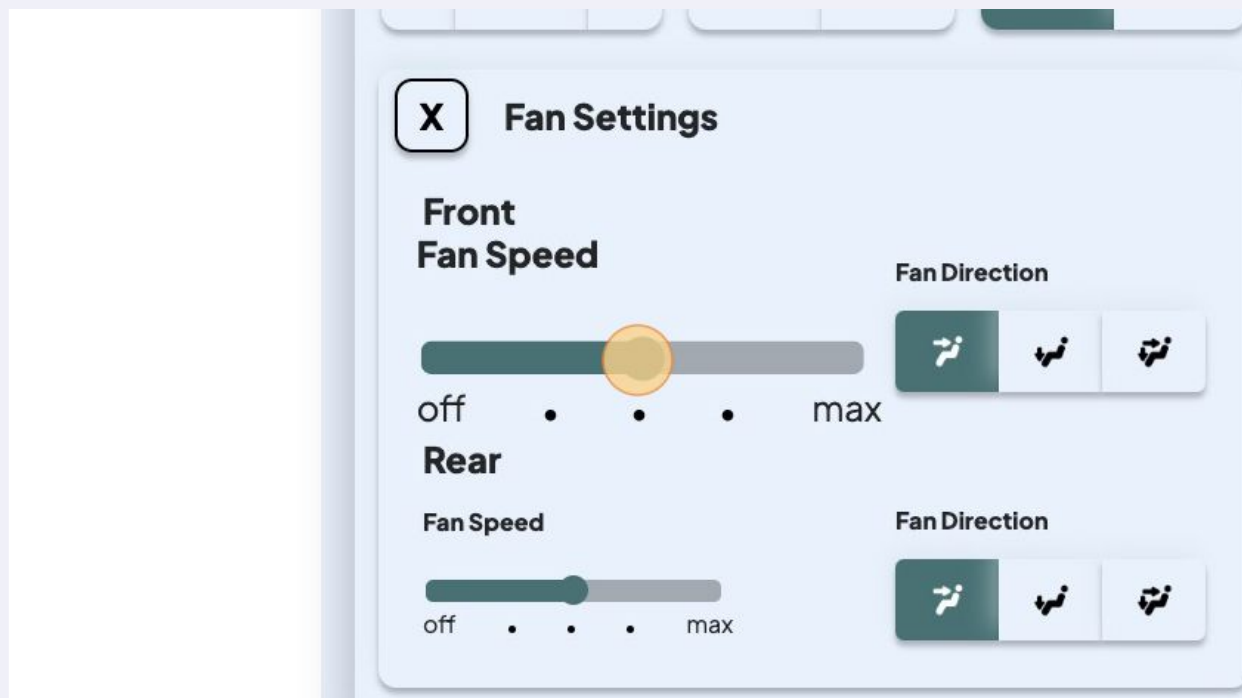 X Fan Settings
Front
Fan Speed
Fan Direction
off . . . max
Rear
Fan Speed
Fan Direction
off . . . max